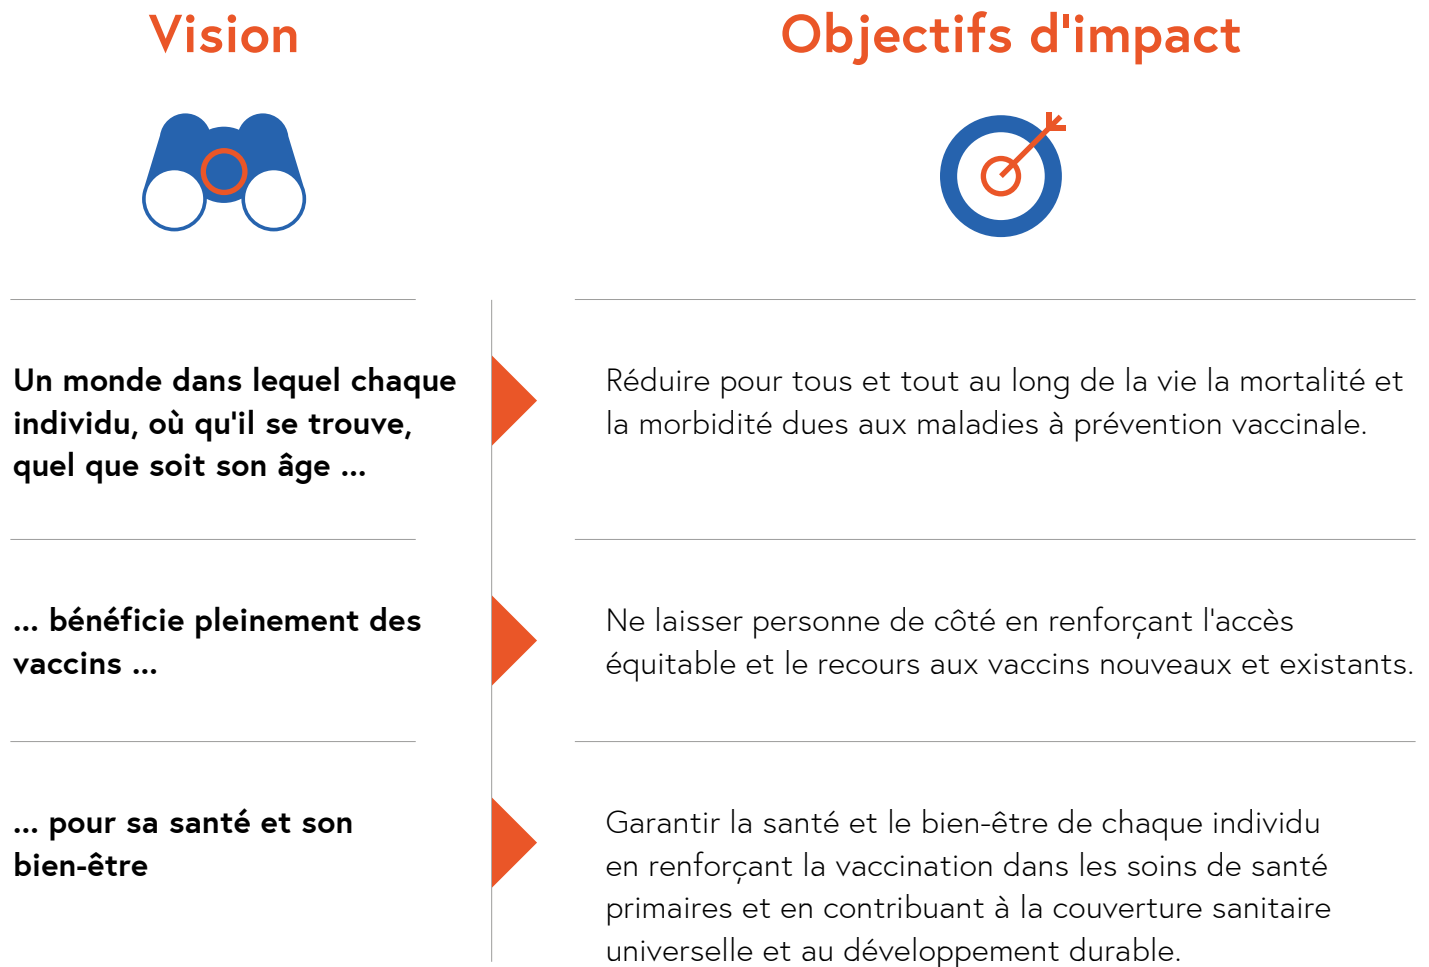 Vision
Objectifs d'impact
Un monde dans lequel chaque
individu, où qu'il se trouve,
quel que soit son âge ...
Réduire pour tous et tout au long de la vie la mortalité et
la morbidité dues aux maladies à prévention vaccinale.
... bénéficie pleinement des
vaccins ...
Ne laisser personne de côté en renforçant l'accès
équitable et le recours aux vaccins nouveaux et existants.
... pour sa santé et son
bien-être
Garantir la santé et le bien-être de chaque individu
en renforçant la vaccination dans les soins de santé
primaires et en contribuant à la couverture sanitaire
universelle et au développement durable.